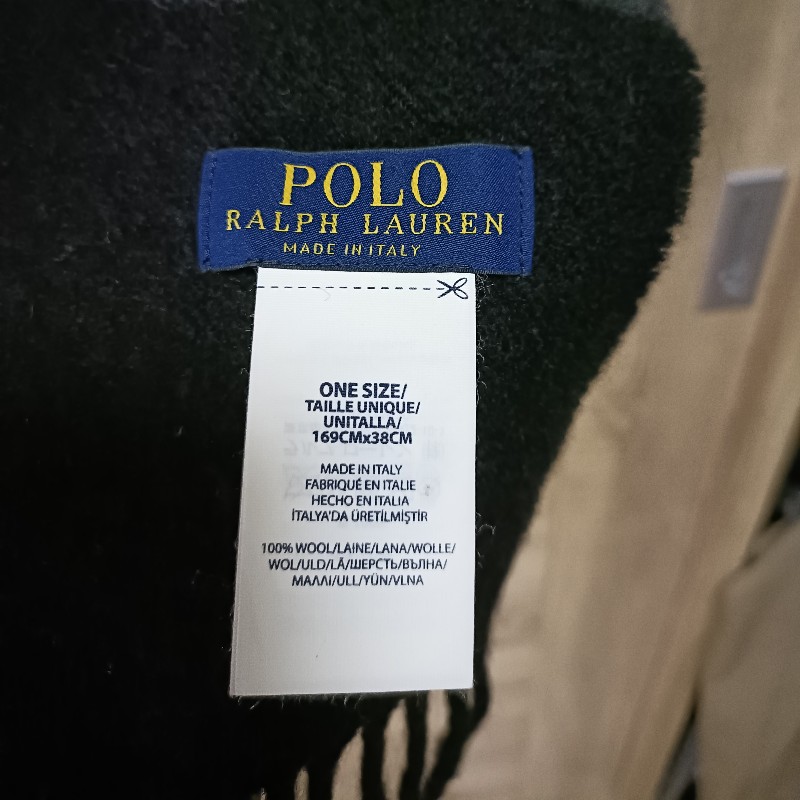 POLO
RALPH LAUREN
MADE IN ITALY
ONE SIZE/
TAILLE UNIQUE/
UNITALLA/
169CMx38CM
MADE IN ITALY
FABRIQUÉ EN ITALIE
HECHO EN ITALIA
İTALYA'DA ÜRETİLMİŞTİR
100% WOOL/LAINE/LANA/WOLLE/
WOL/ULD/LÃ/ШЕРСТЬ/ВЪЛНА/
ΜΑΛΛΙ/ULL/YÜN/VLNA